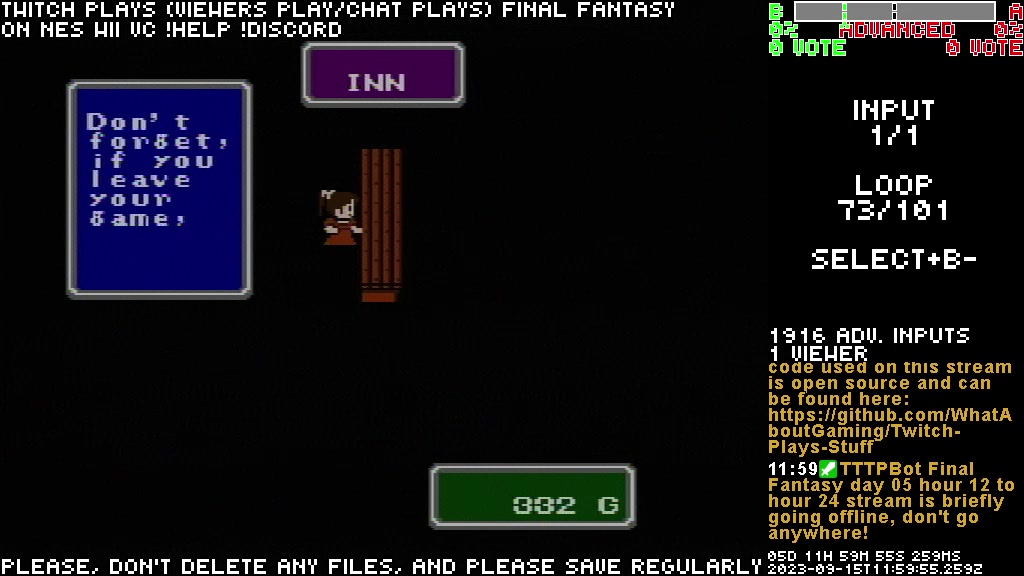 TWITCH PLAYS (VIEWERS PLAY/CHAT PLAYS) FINAL FANTASY
ON NES WII VC !HELP !DISCORD
INN
Don't
forget,
if you
leave
your
game,
332 G
PLEASE, DON'T DELETE ANY FILES, AND PLEASE SAVE REGULARLY
B A
0% ADVANCED 0%
0 VOTE 0 VOTE
INPUT
1/1
LOOP
73/101
SELECT+B-
1916 ADV. INPUTS
1 VIEWER
code used on this stream
is open source and can
be found here:
https://github.com/WhatA
boutGaming/Twitch-
Plays-Stuff
11:59 TTTPBot Final
Fantasy day 05 hour 12 to
hour 24 stream is briefly
going offline, don't go
anywhere!
05D 11H 59M 55S 259MS
2023-09-15T11:59:55.259Z